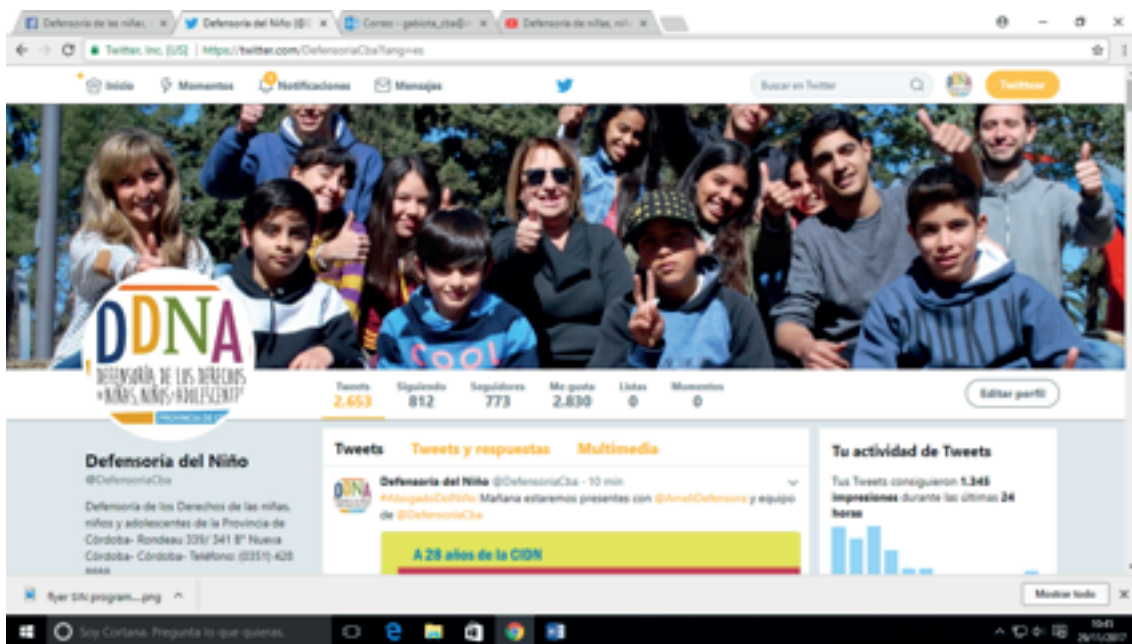 Defensoría de las niñas,
Defensoría del Niño (@D
Correo - gabiota_cba@
Defensoría de niñas, niñ
Twitter, Inc. [US] | https://twitter.com/DefensoriaCba?lang=es
Inicio
Momentos
Notificaciones
Mensajes
Buscar en Twitter
Twittear
COOL
DDNA
DEFENSORÍA DE LOS DERECHOS
NIÑAS, NIÑOS Y ADOLESCENTES
PROVINCIA DE
Tweets Siguiendo Seguidores Me gusta Listas Momentos
2.653 812 773 2.830 0 0
Editar perfil
Defensoría del Niño
@DefensoriaCba
Defensoría de los Derechos de las niñas,
niños y adolescentes de la Provincia de
Córdoba- Rondeau 339/ 341 B° Nueva
Córdoba- Córdoba- Teléfono: (0351) 428
Tweets Tweets y respuestas Multimedia
Defensoría del Niño @DefensoriaCba · 10 min
#AbogadoDelNiño Mañana estaremos presentes con @AmeliDefensora y equipo
de @DefensoriaCba
A 28 años de la CIDN
Tu actividad de Tweets
Tus Tweets consiguieron 1.345
impresiones durante las últimas 24
horas
flyer SIN program....png
Mostrar todo
Soy Cortana. Pregunta lo que quieras.
10:41